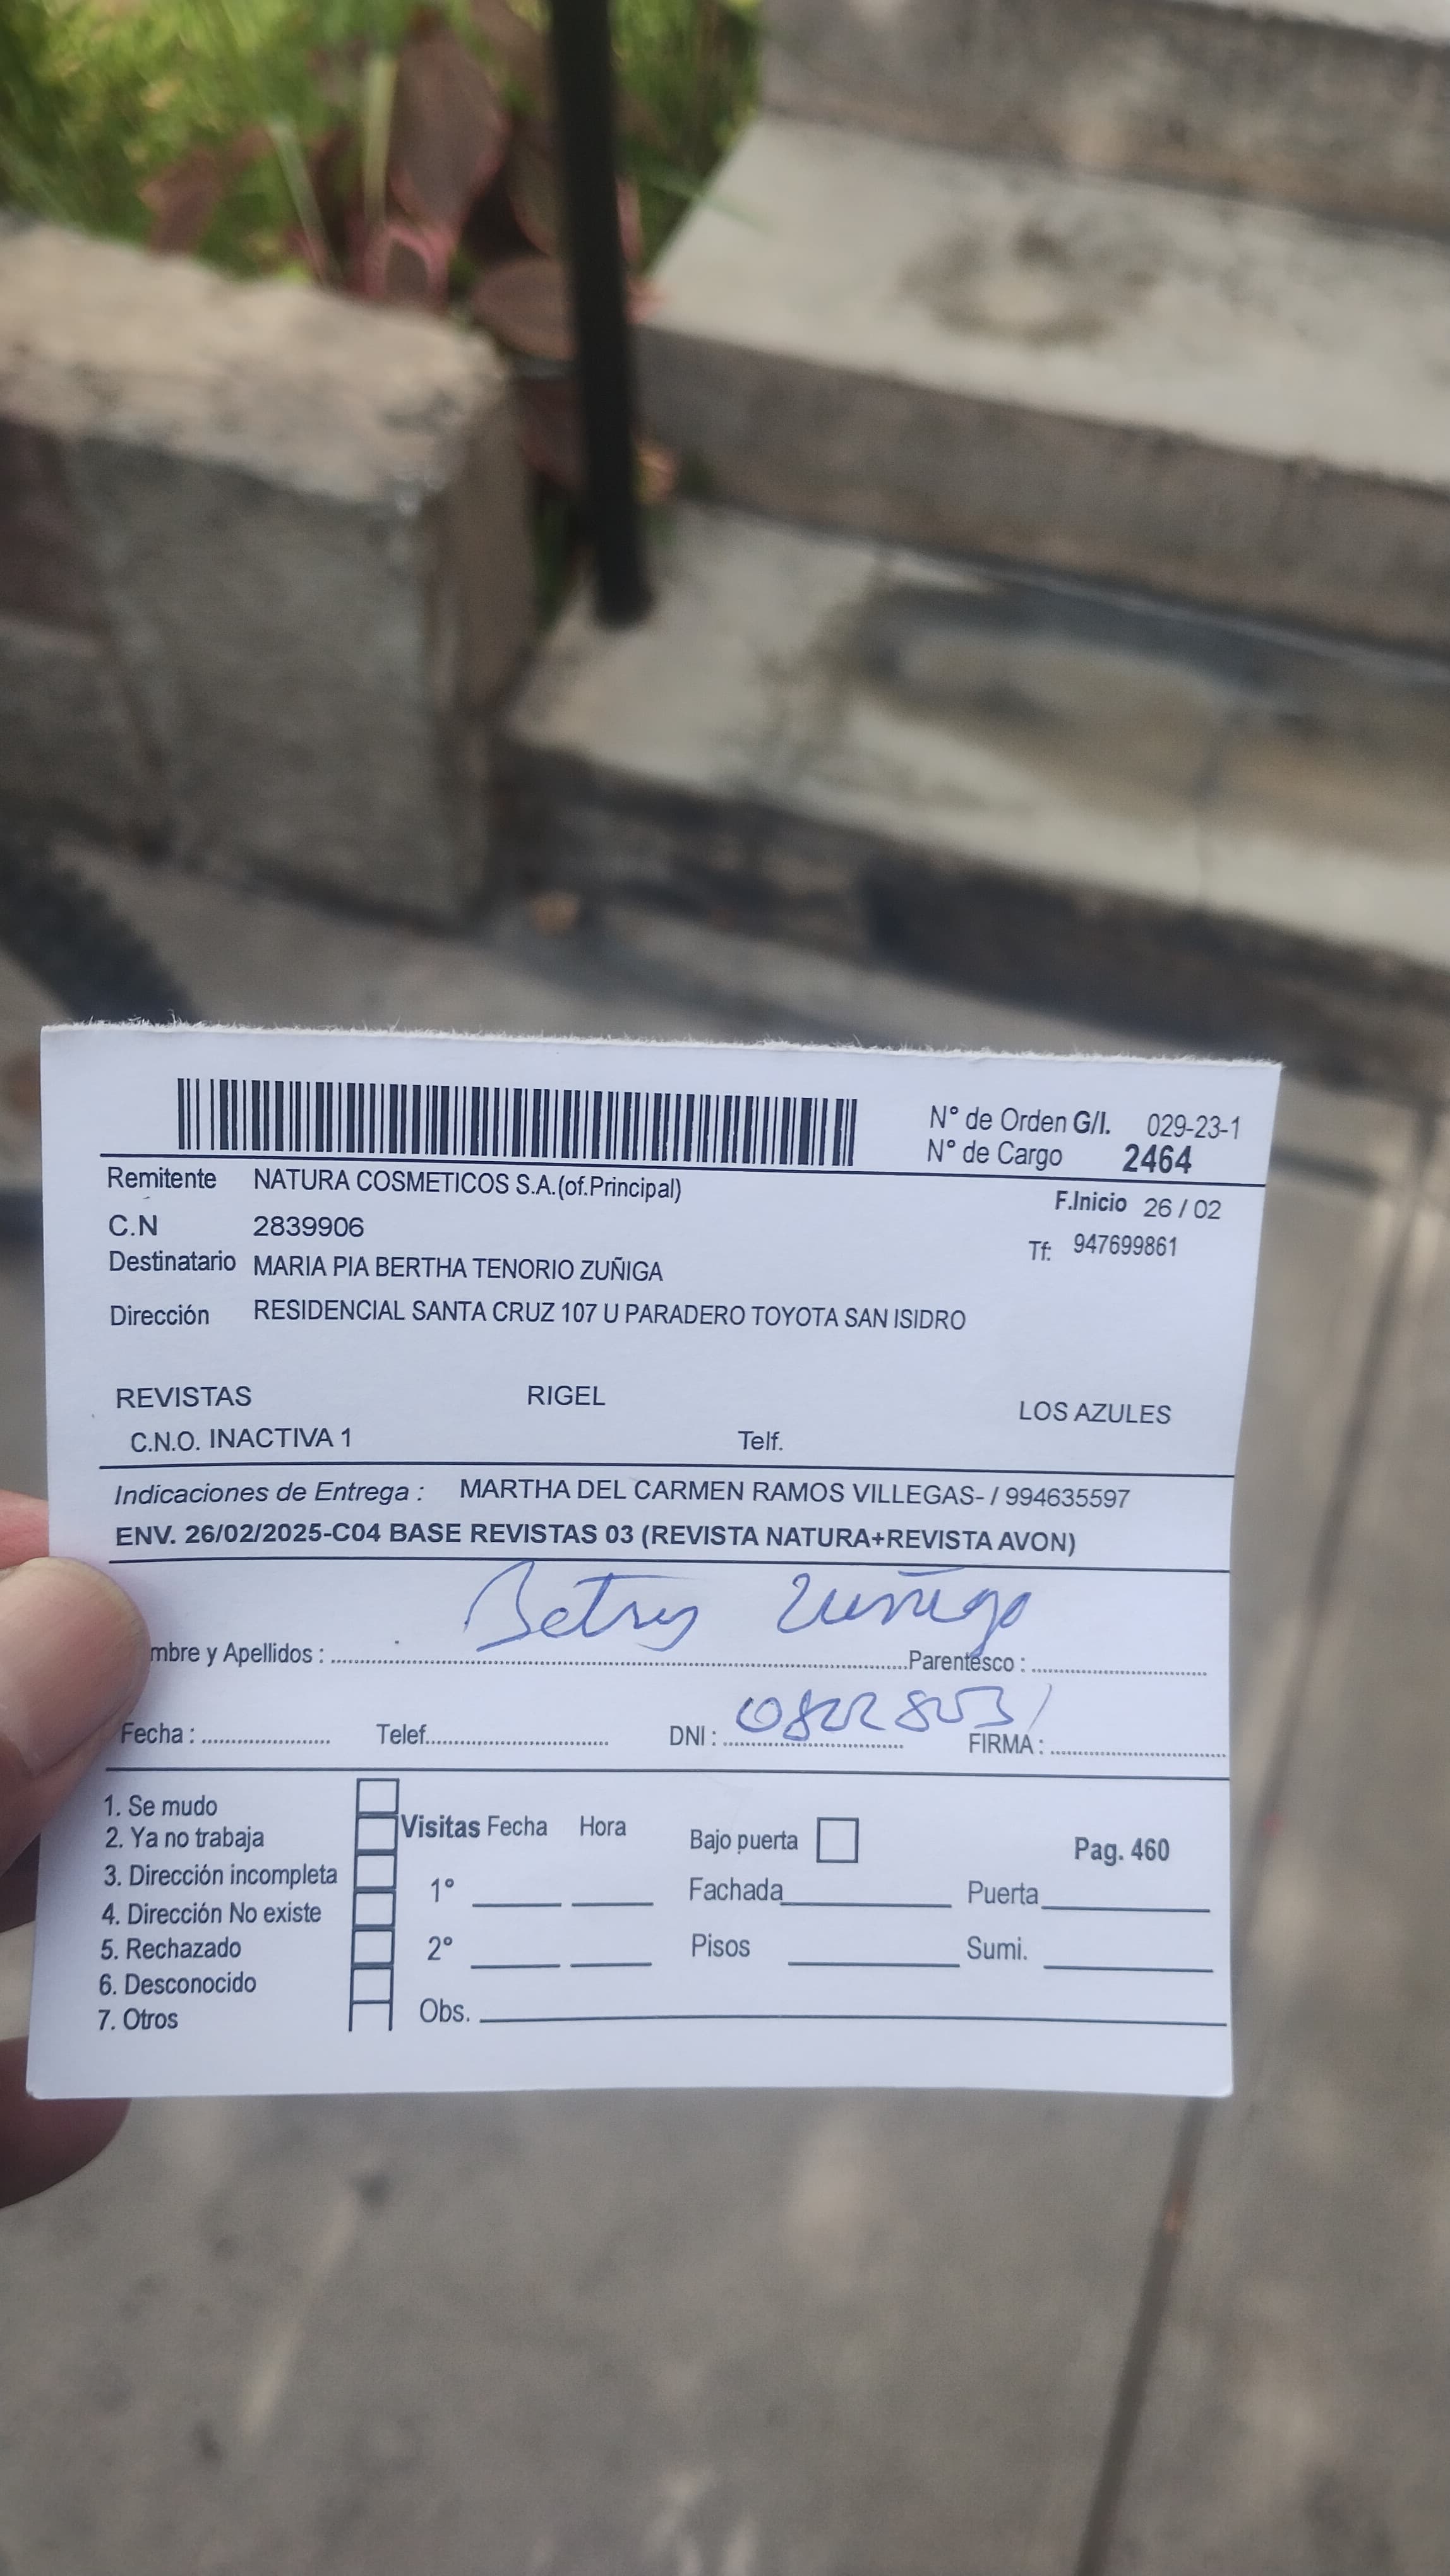 N° de Orden G/I. 029-23-1
N° de Cargo 2464
Remitente NATURA COSMETICOS S.A.(of.Principal)
F.Inicio 26 / 02
C.N 2839906
Tf: 947699861
Destinatario MARIA PIA BERTHA TENORIO ZUÑIGA
Dirección RESIDENCIAL SANTA CRUZ 107 U PARADERO TOYOTA SAN ISIDRO
REVISTAS RIGEL LOS AZULES
C.N.O. INACTIVA 1 Telf.
Indicaciones de Entrega : MARTHA DEL CARMEN RAMOS VILLEGAS- / 994635597
ENV. 26/02/2025-C04 BASE REVISTAS 03 (REVISTA NATURA+REVISTA AVON)
Zuñiga
mbre y Apellidos : Parentesco :
Fecha : Telef. DNI : FIRMA :
1. Se mudo
2. Ya no trabaja
3. Dirección incompleta
4. Dirección No existe
5. Rechazado
6. Desconocido
7. Otros
Visitas Fecha Hora
1°
2°
Obs.
Bajo puerta Pag. 460
Fachada Puerta
Pisos Sumi.